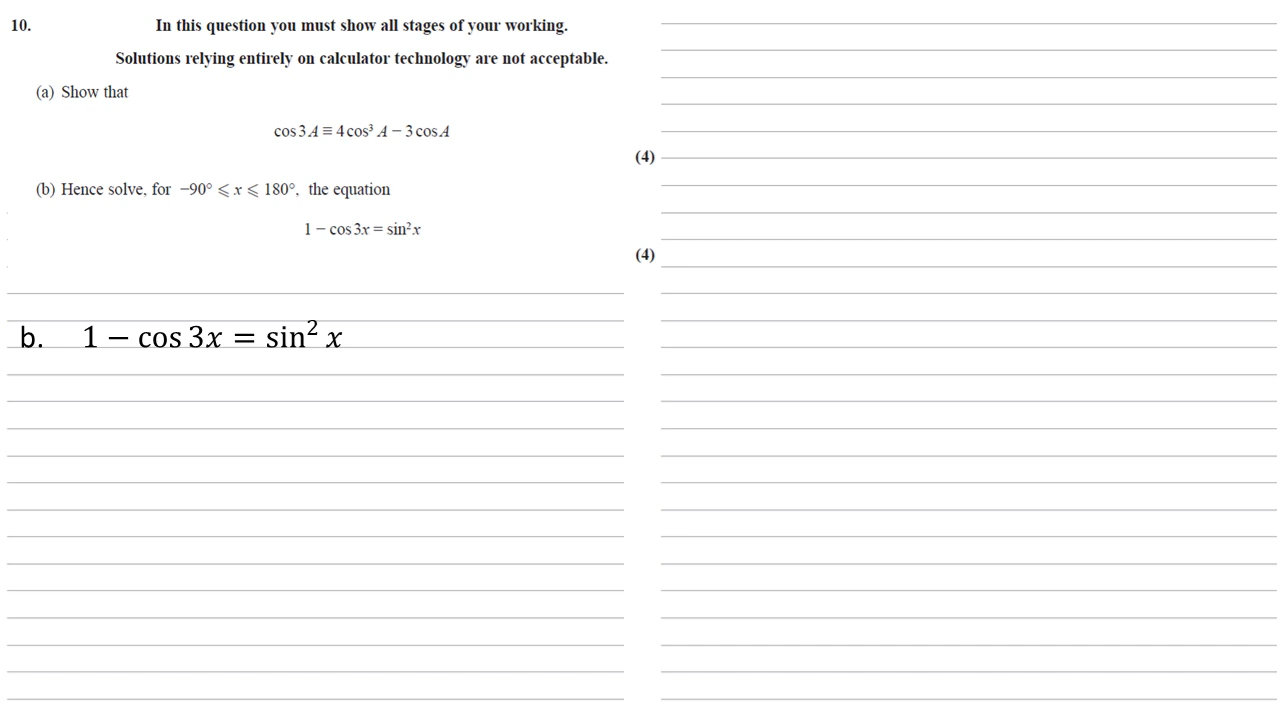 10. In this question you must show all stages of your working.
Solutions relying entirely on calculator technology are not acceptable.
(a) Show that
cos 3A ≡ 4 cos³ A − 3 cos A
(4)
(b) Hence solve, for −90° ⩽ x ⩽ 180°, the equation
1 − cos 3x = sin² x
(4)
b. 1 − cos 3x = sin² x